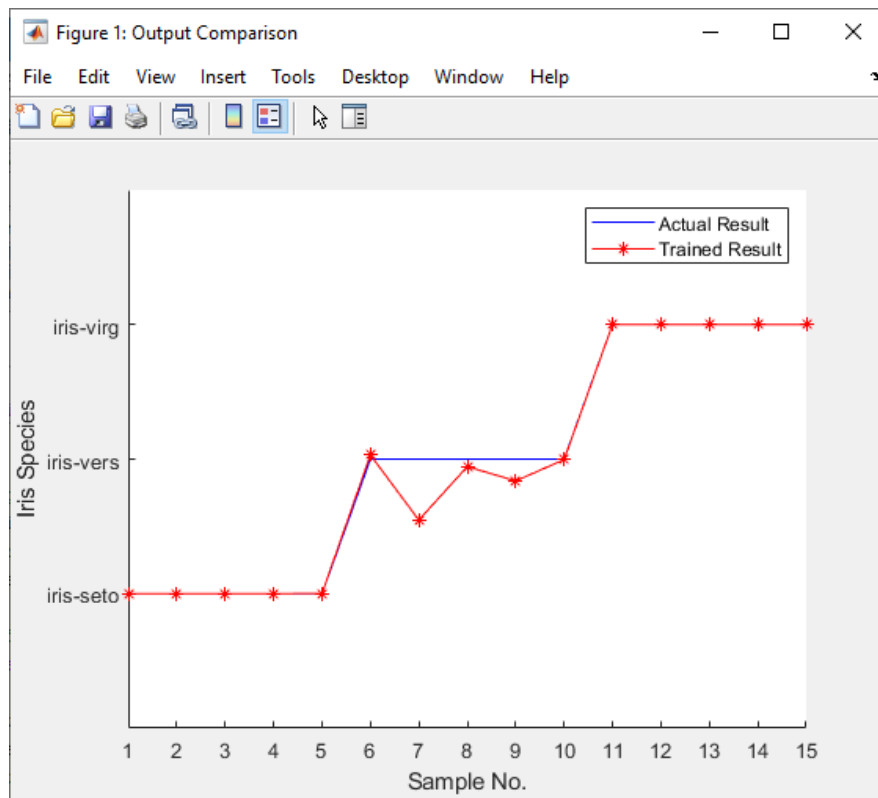 Figure 1: Output Comparison
File Edit View Insert Tools Desktop Window Help
Actual Result
Trained Result
iris-virg
iris-vers
iris-seto
Iris Species
1 2 3 4 5 6 7 8 9 10 11 12 13 14 15
Sample No.